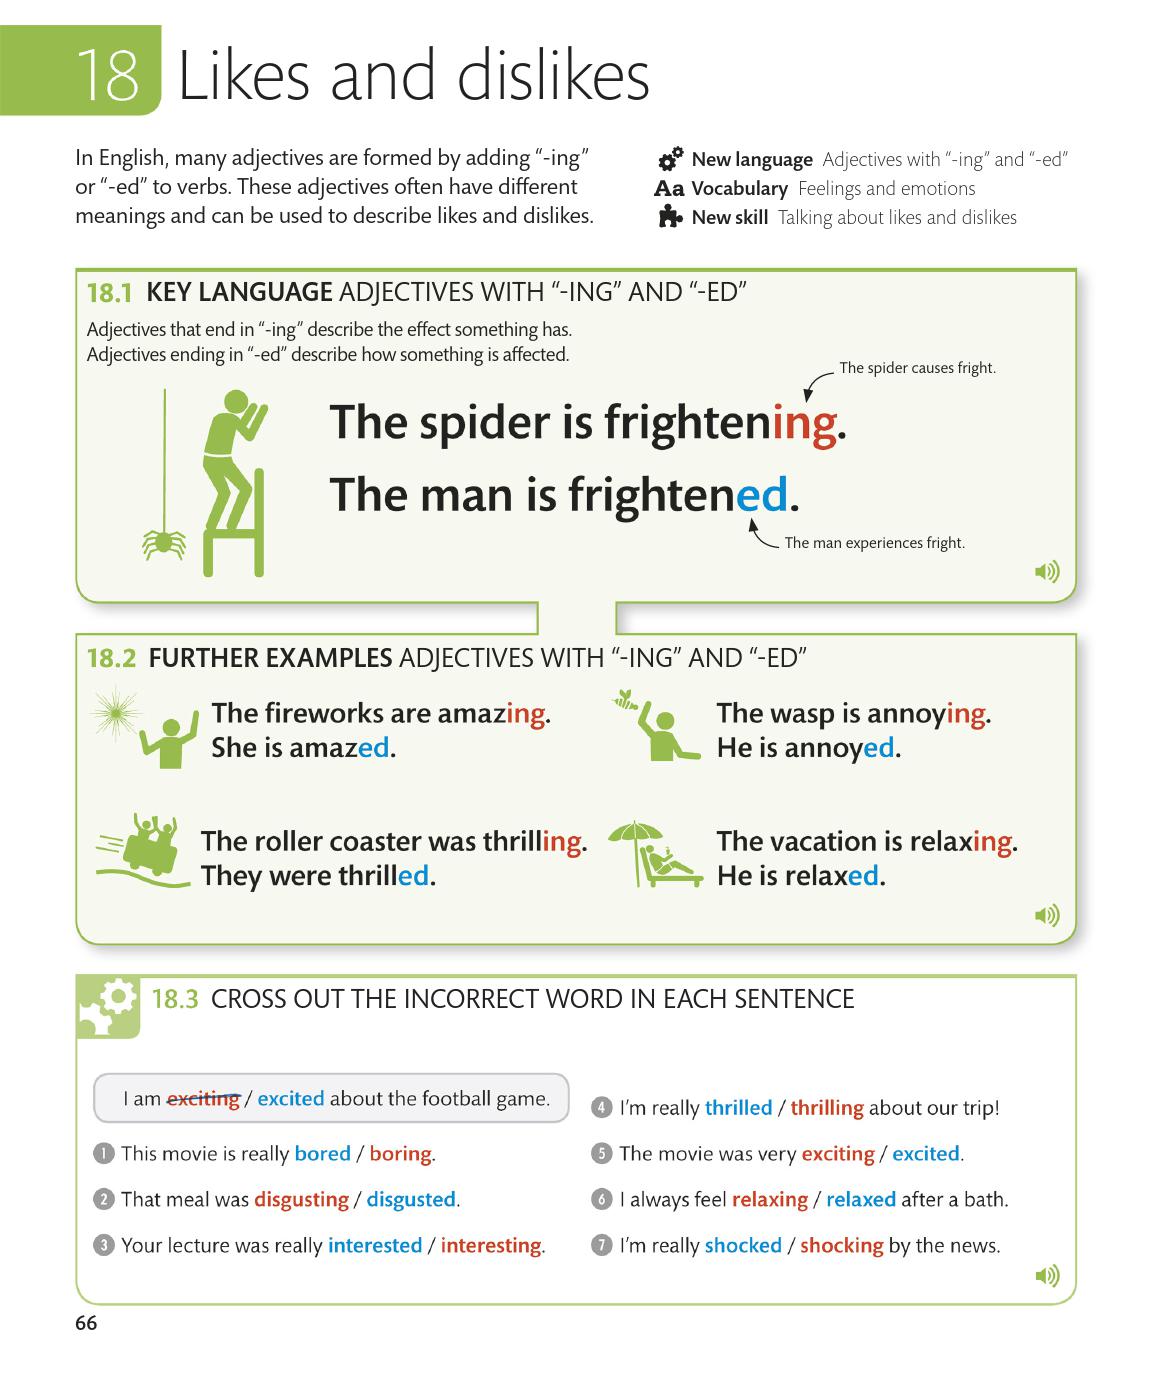 18 Likes and dislikes
In English, many adjectives are formed by adding “-ing”
or “-ed” to verbs. These adjectives often have different
meanings and can be used to describe likes and dislikes.
New language Adjectives with “-ing” and “-ed”
Aa Vocabulary Feelings and emotions
New skill Talking about likes and dislikes
18.1 KEY LANGUAGE ADJECTIVES WITH “-ING” AND “-ED”
Adjectives that end in “-ing” describe the effect something has.
Adjectives ending in “-ed” describe how something is affected.
The spider causes fright.
The spider is frightening.
The man is frightened.
The man experiences fright.
18.2 FURTHER EXAMPLES ADJECTIVES WITH “-ING” AND “-ED”
The fireworks are amazing.
She is amazed.
The wasp is annoying.
He is annoyed.
The roller coaster was thrilling.
They were thrilled.
The vacation is relaxing.
He is relaxed.
18.3 CROSS OUT THE INCORRECT WORD IN EACH SENTENCE
I am exciting / excited about the football game.
1 This movie is really bored / boring.
2 That meal was disgusting / disgusted.
3 Your lecture was really interested / interesting.
4 I’m really thrilled / thrilling about our trip!
5 The movie was very exciting / excited.
6 I always feel relaxing / relaxed after a bath.
7 I’m really shocked / shocking by the news.
66